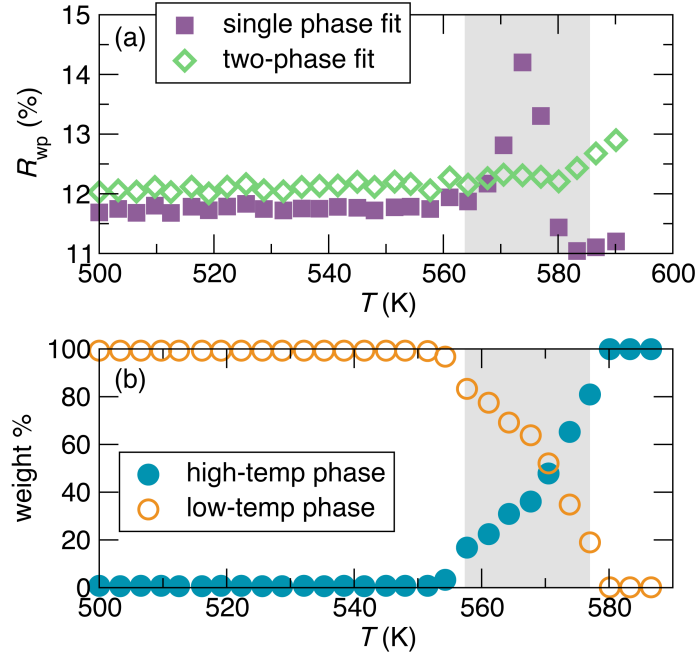 (a)
single phase fit
two-phase fit
15
14
13
12
11
R_wp (%)
500 520 540 560 580 600
T (K)
100
80
60
40
20
0
weight %
(b)
high-temp phase
low-temp phase
500 520 540 560 580
T (K)